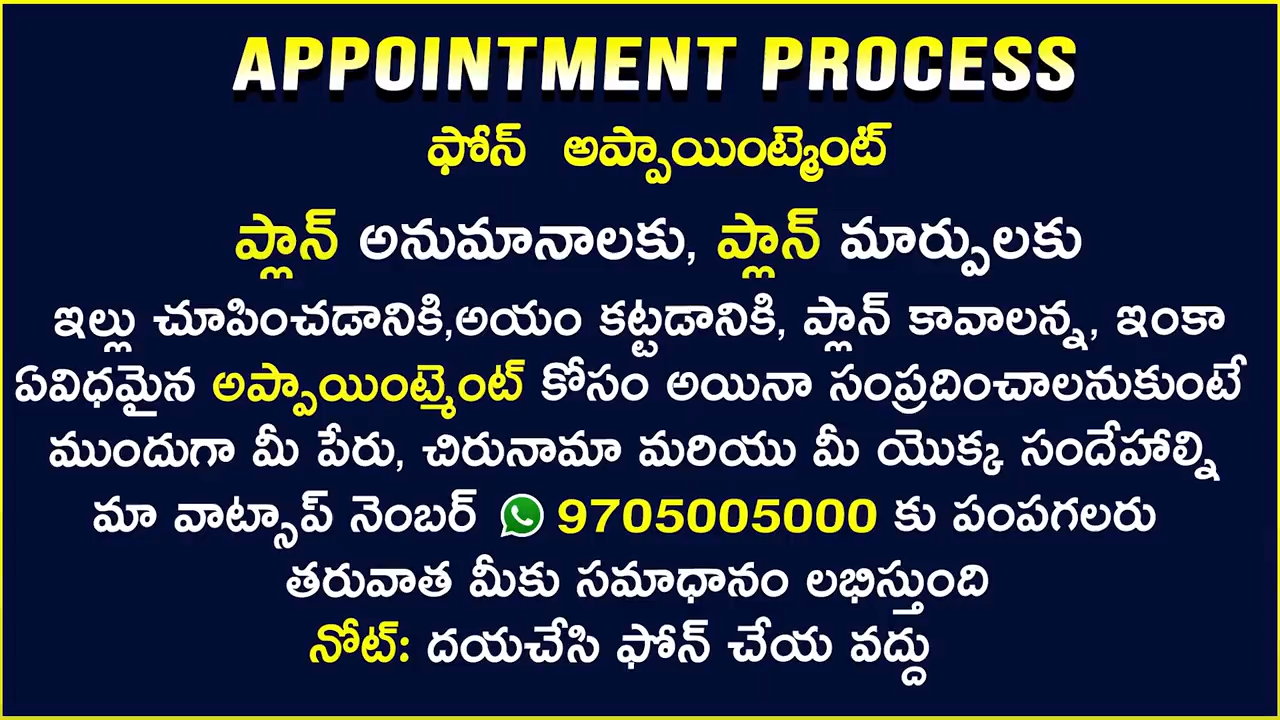 APPOINTMENT PROCESS
ఫోన్ అప్పాయింట్మెంట్
ప్లాన్ అనుమానాలకు, ప్లాన్ మార్పులకు
ఇల్లు చూపించడానికి,అయం కట్టడానికి, ప్లాన్ కావాలన్న, ఇంకా
ఏవిధమైన అప్పాయింట్మెంట్ కోసం అయినా సంప్రదించాలనుకుంటే
ముందుగా మీ పేరు, చిరునామా మరియు మీ యొక్క సందేహాల్ని
మా వాట్సాప్ నెంబర్ 9705005000 కు పంపగలరు
తరువాత మీకు సమాధానం లభిస్తుంది
నోట్: దయచేసి ఫోన్ చేయ వద్దు